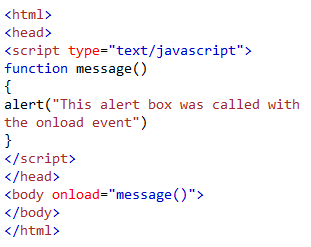 <html>
<head>
<script type="text/javascript">
function message()
{
alert("This alert box was called with
the onload event")
}
</script>
</head>
<body onload="message()">
</body>
</html>